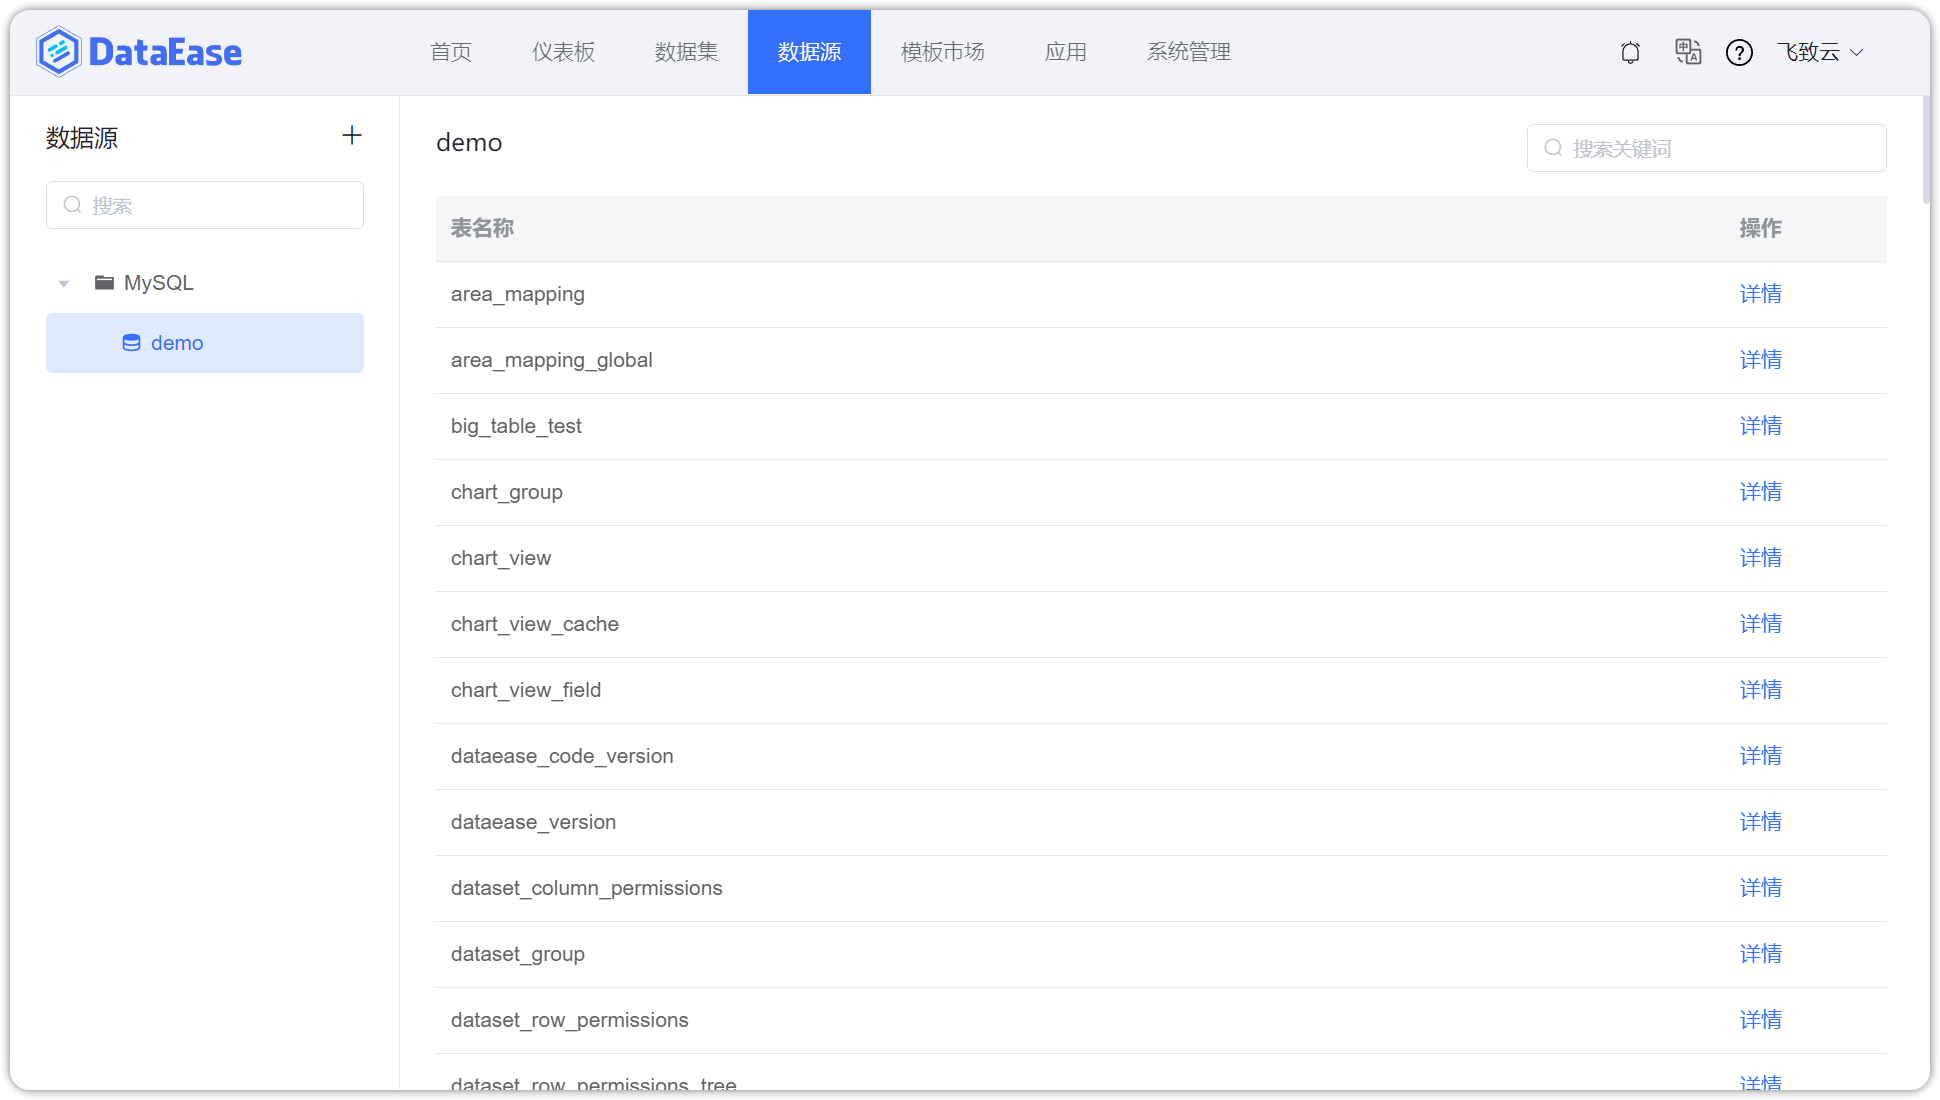 DataEase
首页 仪表板 数据集 数据源 模板市场 应用 系统管理 飞致云
数据源
搜索
MySQL
demo
demo
搜索关键词
表名称 操作
area_mapping 详情
area_mapping_global 详情
big_table_test 详情
chart_group 详情
chart_view 详情
chart_view_cache 详情
chart_view_field 详情
dataease_code_version 详情
dataease_version 详情
dataset_column_permissions 详情
dataset_group 详情
dataset_row_permissions 详情
dataset_row_permissions_tree 详情